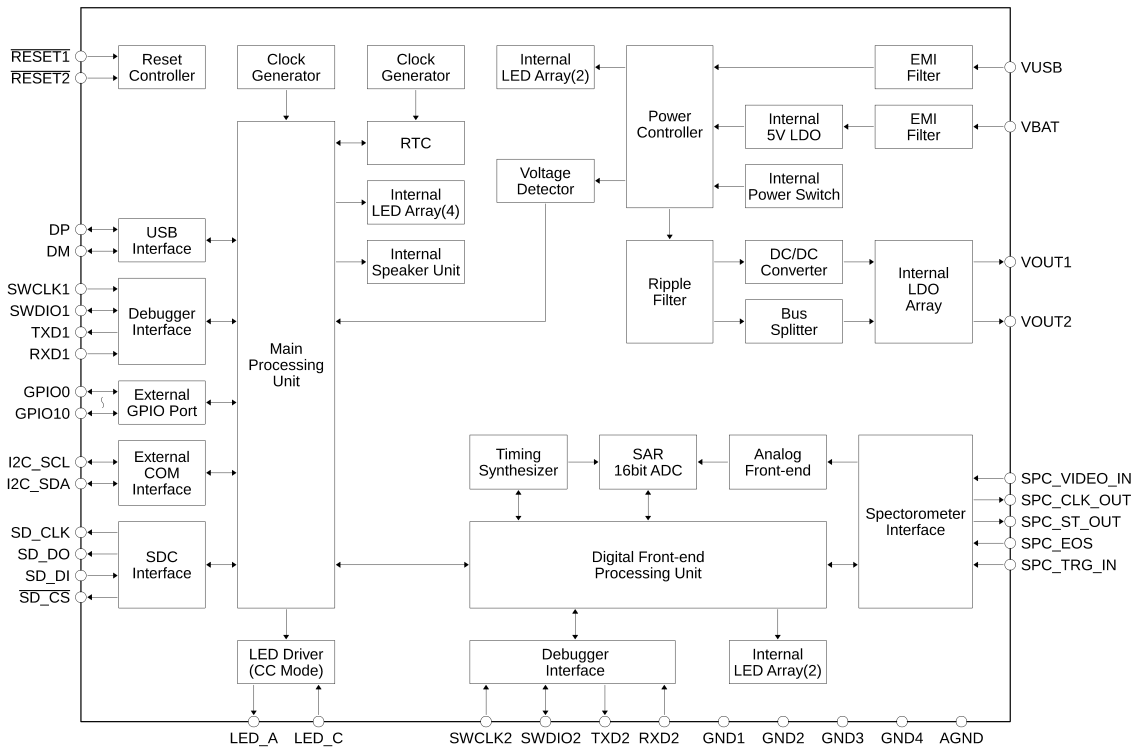 RESET1
RESET2
Reset
Controller
Clock
Generator
Clock
Generator
Internal
LED Array(2)
Power
Controller
EMI
Filter
VUSB
Internal
5V LDO
EMI
Filter
VBAT
RTC
Voltage
Detector
Internal
Power Switch
Internal
LED Array(4)
Internal
Speaker Unit
DP
DM
USB
Interface
SWCLK1
SWDIO1
TXD1
RXD1
Debugger
Interface
Main
Processing
Unit
Ripple
Filter
DC/DC
Converter
Bus
Splitter
Internal
LDO
Array
VOUT1
VOUT2
GPIO0
GPIO10
External
GPIO Port
I2C_SCL
I2C_SDA
External
COM
Interface
Timing
Synthesizer
SAR
16bit ADC
Analog
Front-end
Spectorometer
Interface
SPC_VIDEO_IN
SPC_CLK_OUT
SPC_ST_OUT
SPC_EOS
SPC_TRG_IN
SD_CLK
SD_DO
SD_DI
SD_CS
SDC
Interface
Digital Front-end
Processing Unit
LED Driver
(CC Mode)
Debugger
Interface
Internal
LED Array(2)
LED_A
LED_C
SWCLK2
SWDIO2
TXD2
RXD2
GND1
GND2
GND3
GND4
AGND